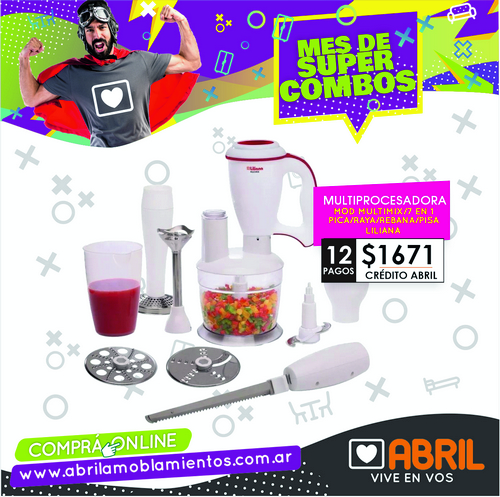 MES DE
SUPER
COMBOS
Liliana
MULTIPROCESADORA
MOD MULTIMIX/7 EN 1
PICA/RAYA/REBANA/PISA
LILIANA
12
PAGOS
$1671
CRÉDITO ABRIL
COMPRÁ ONLINE
www.abrilamoblamientos.com.ar
ABRIL
VIVE EN VOS